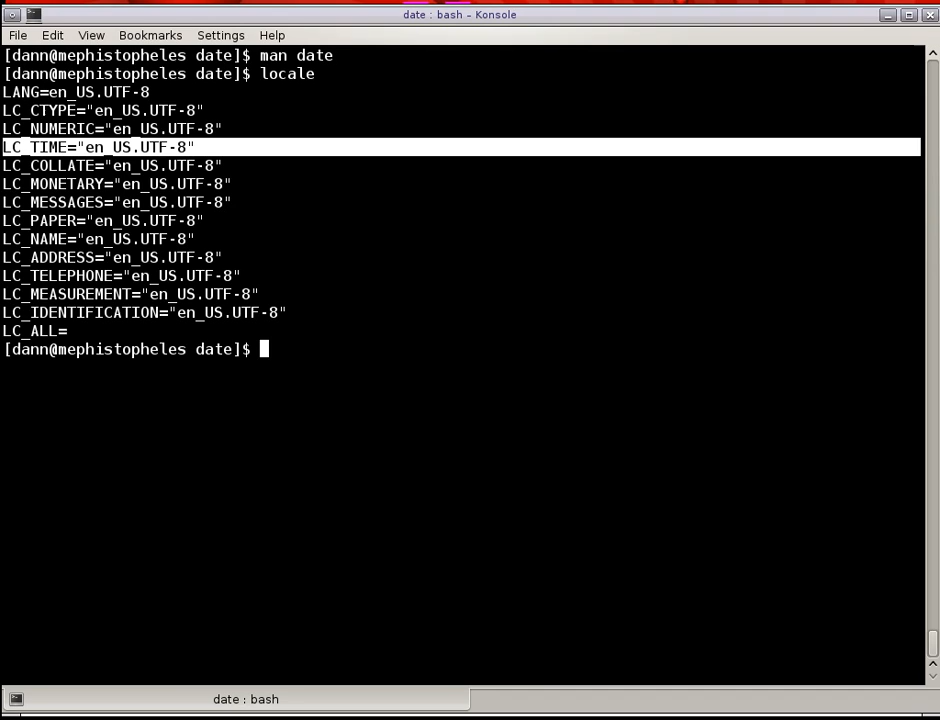 date : bash - Konsole
File Edit View Bookmarks Settings Help
[dann@mephistopheles date]$ man date
[dann@mephistopheles date]$ locale
LANG=en_US.UTF-8
LC_CTYPE="en_US.UTF-8"
LC_NUMERIC="en_US.UTF-8"
LC_TIME="en_US.UTF-8"
LC_COLLATE="en_US.UTF-8"
LC_MONETARY="en_US.UTF-8"
LC_MESSAGES="en_US.UTF-8"
LC_PAPER="en_US.UTF-8"
LC_NAME="en_US.UTF-8"
LC_ADDRESS="en_US.UTF-8"
LC_TELEPHONE="en_US.UTF-8"
LC_MEASUREMENT="en_US.UTF-8"
LC_IDENTIFICATION="en_US.UTF-8"
LC_ALL=
[dann@mephistopheles date]$
date : bash